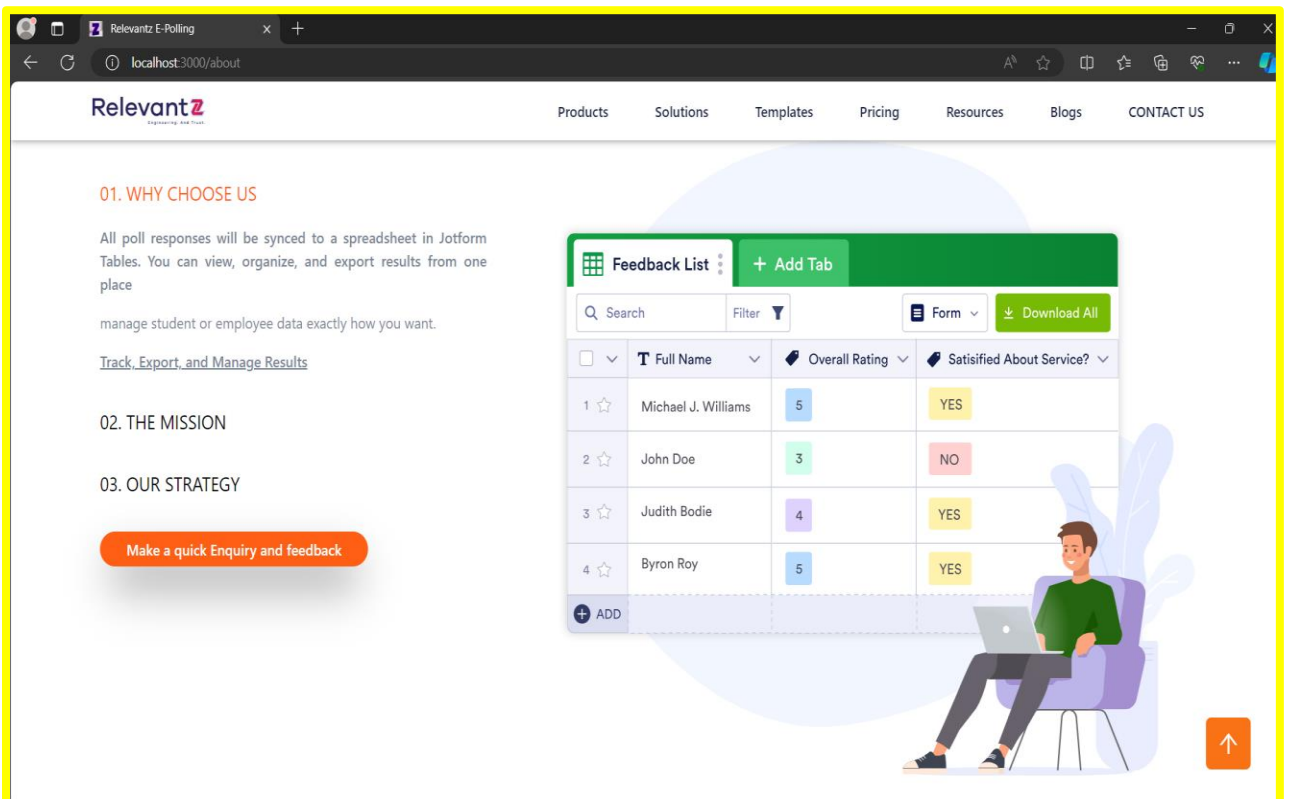 Relevantz E-Polling
localhost:3000/about
Relevantz
Engineering. And Trust.
Products Solutions Templates Pricing Resources Blogs CONTACT US
01. WHY CHOOSE US
All poll responses will be synced to a spreadsheet in Jotform
Tables. You can view, organize, and export results from one
place
manage student or employee data exactly how you want.
Track, Export, and Manage Results
02. THE MISSION
03. OUR STRATEGY
Make a quick Enquiry and feedback
Feedback List + Add Tab
Search Filter Form Download All
T Full Name Overall Rating Satisified About Service?
1 Michael J. Williams 5 YES
2 John Doe 3 NO
3 Judith Bodie 4 YES
4 Byron Roy 5 YES
ADD